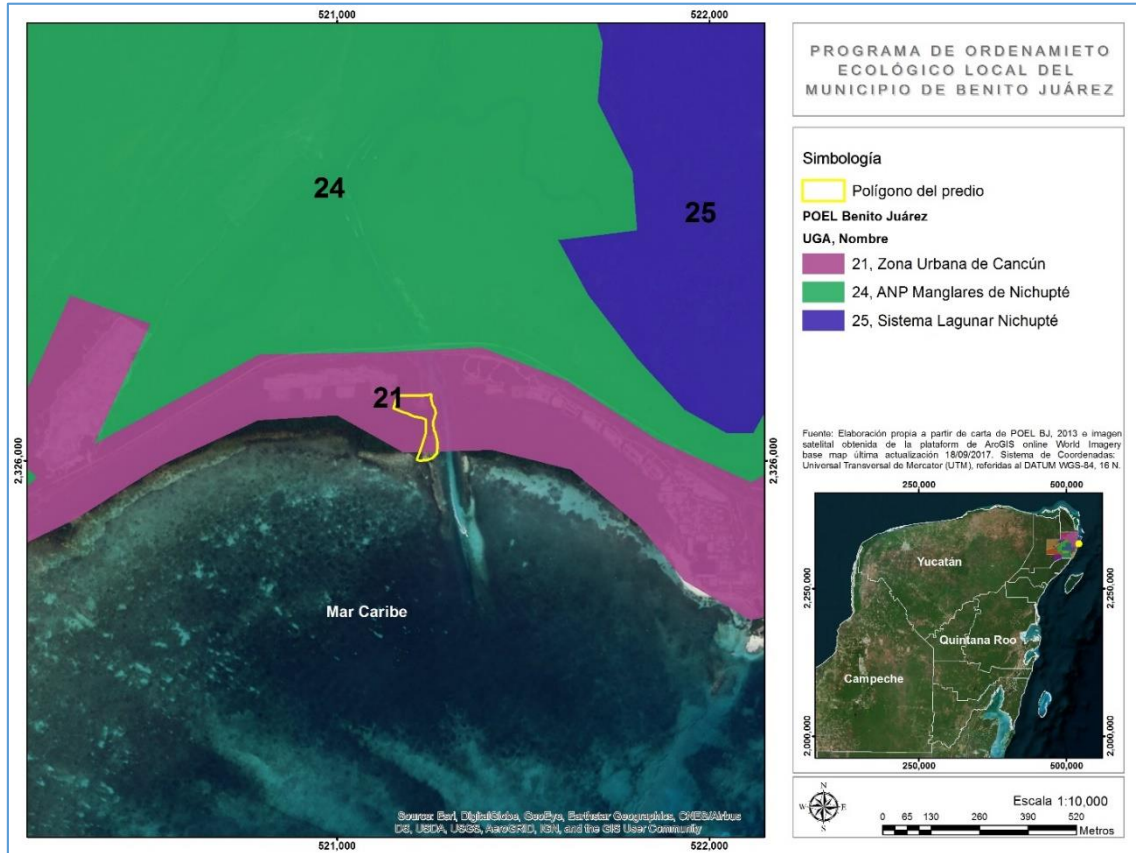 521,000
522,000
24
25
21
2,326,000
2,326,000
Mar Caribe
Source: Esri, DigitalGlobe, GeoEye, Earthstar Geographics, CNES/Airbus
DS, USDA, USGS, AeroGRID, IGN, and the GIS User Community
521,000
522,000
PROGRAMA DE ORDENAMIETO
ECOLÓGICO LOCAL DEL
MUNICIPIO DE BENITO JUÁREZ
Simbología
Polígono del predio
POEL Benito Juárez
UGA, Nombre
21, Zona Urbana de Cancún
24, ANP Manglares de Nichupté
25, Sistema Lagunar Nichupté
Fuente: Elaboración propia a partir de carta de POEL BJ, 2013 e imagen
satelital obtenida de la plataform de ArcGIS online World Imagery
base map última actualización 18/09/2017. Sistema de Coordenadas:
Universal Transversal de Mercator (UTM), referidas al DATUM WGS-84, 16 N.
250,000
500,000
Yucatán
Quintana Roo
Campeche
2,250,000
2,250,000
2,000,000
2,000,000
250,000
500,000
N
W E
S
Escala 1:10,000
0 65 130 260 390 520
Metros